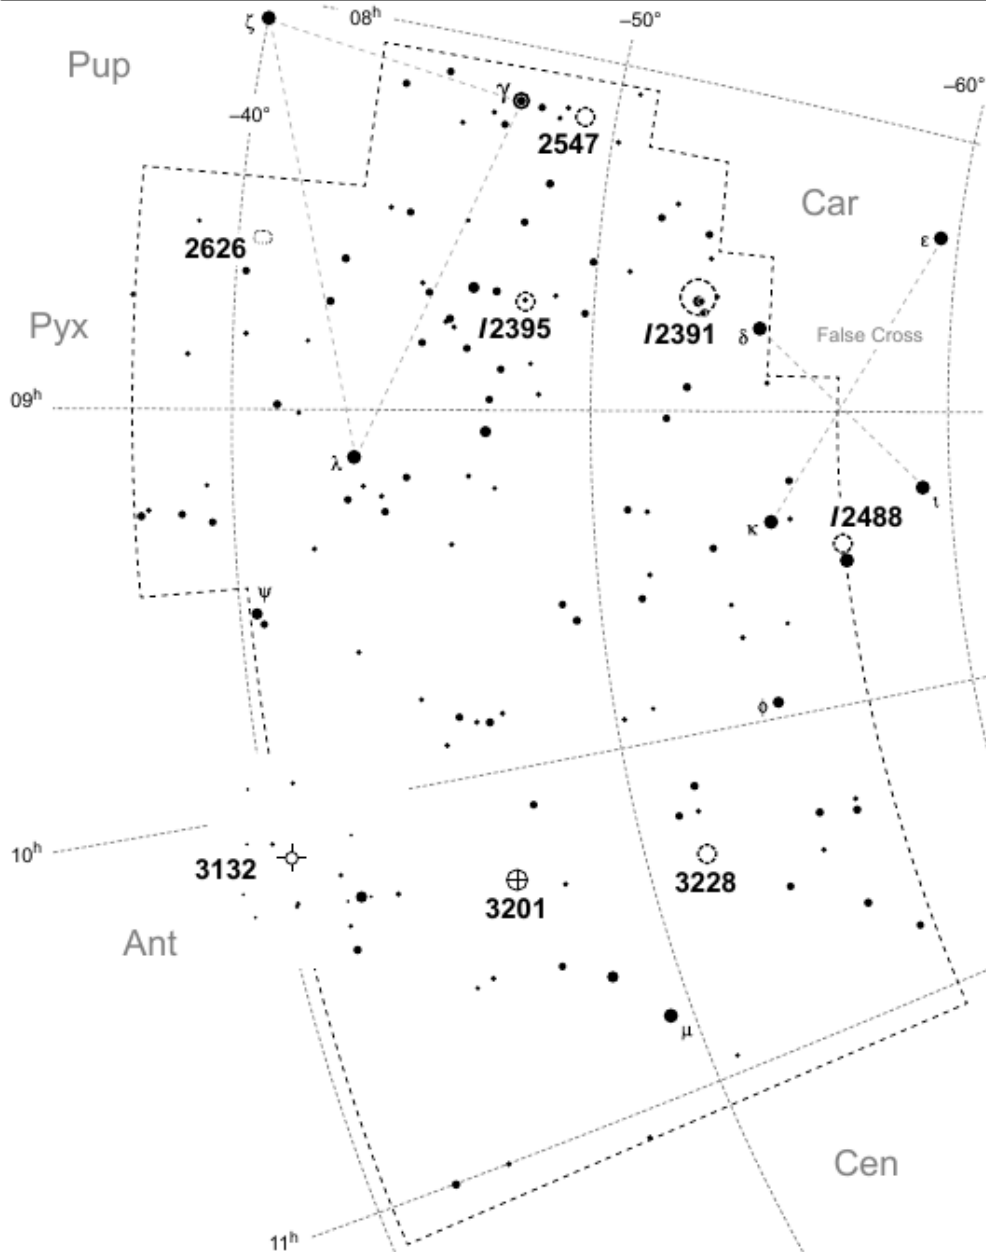 ζ
08ʰ
–50°
Pup
–60°
γ
–40°
2547
Car
ε
2626
Pyx
I2395
I2391
δ
False Cross
09ʰ
λ
ι
κ
I2488
ψ
ϕ
10ʰ
3132
3201
3228
Ant
μ
Cen
11ʰ